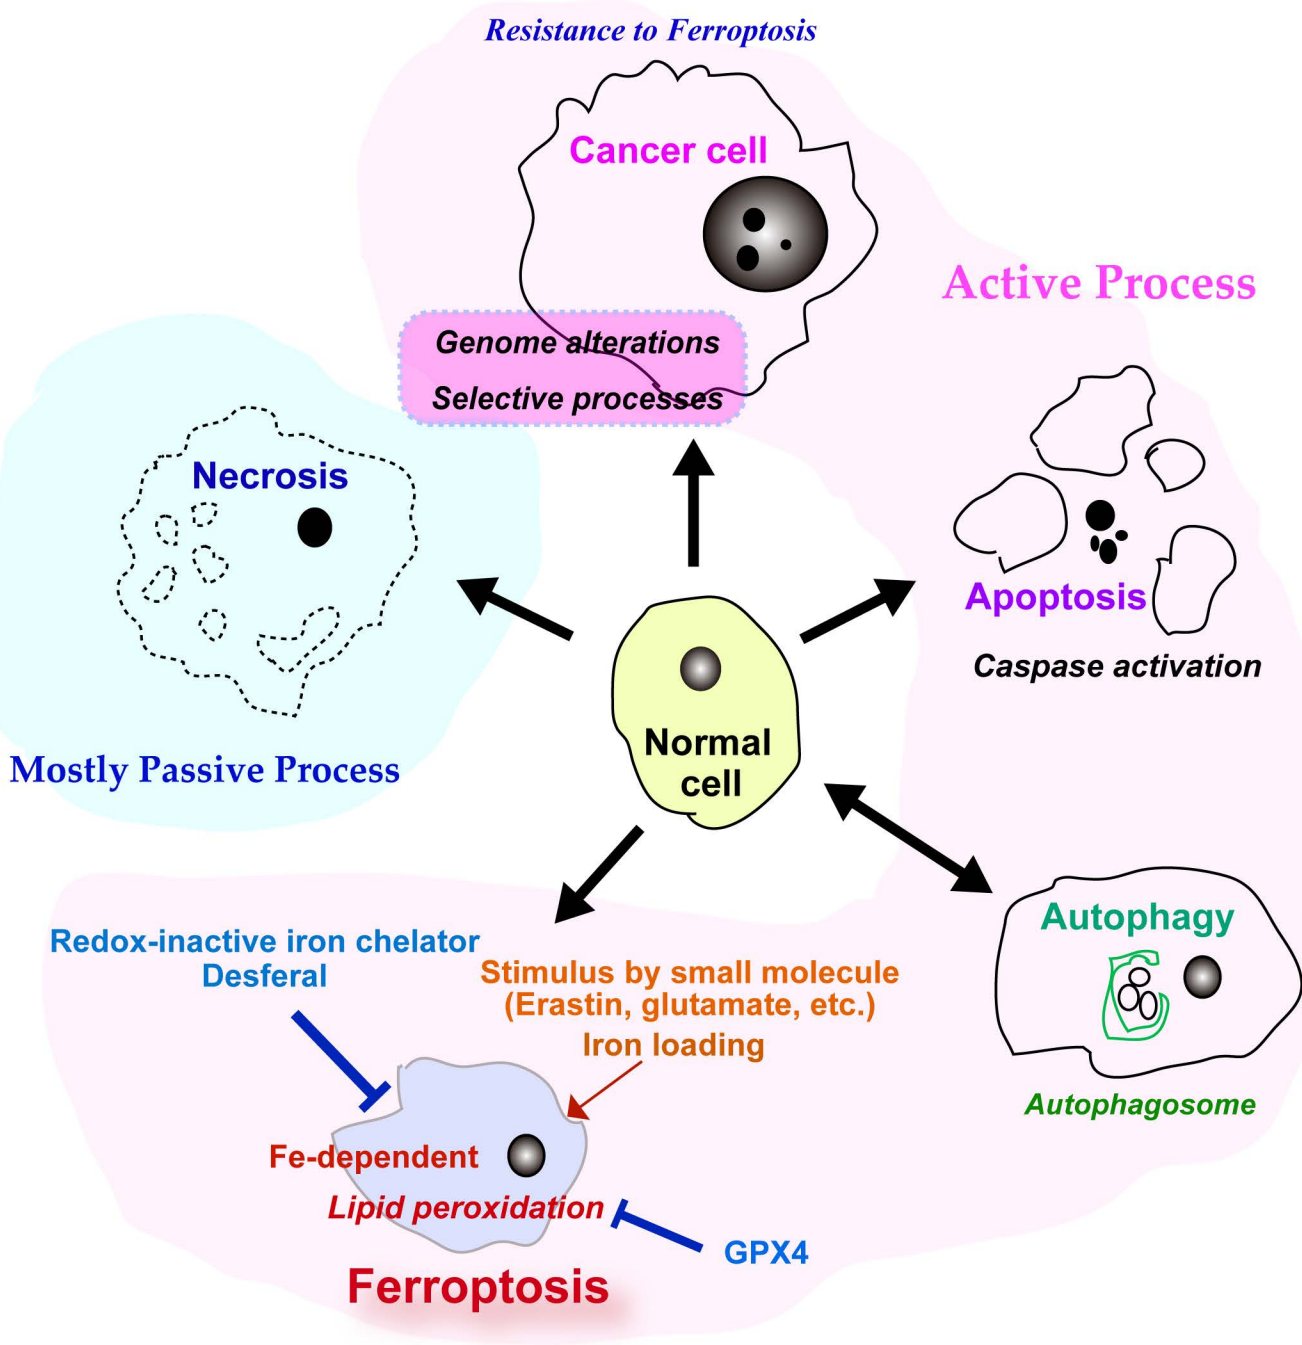 Resistance to Ferroptosis
Cancer cell
Active Process
Genome alterations
Selective processes
Necrosis
Apoptosis
Caspase activation
Normal
cell
Mostly Passive Process
Autophagy
Autophagosome
Redox-inactive iron chelator
Desferal
Stimulus by small molecule
(Erastin, glutamate, etc.)
Iron loading
Fe-dependent
Lipid peroxidation
GPX4
Ferroptosis